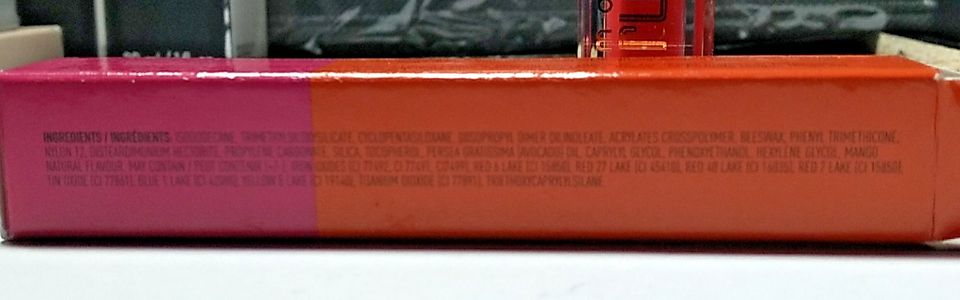 INGREDIENTS / INGRÉDIENTS: ISODODECANE, TRIMETHYLSILOXYSILICATE, CYCLOPENTASILOXANE, DIISOPROPYL DIMER DILINOLEATE, ACRYLATES CROSSPOLYMER, BEESWAX, PHENYL TRIMETHICONE,
NYLON 12, DISTEARDIMONIUM HECTORITE, PROPYLENE CARBONATE, SILICA, TOCOPHEROL, PERSEA GRATISSIMA (AVOCADO) OIL, CAPRYLYL GLYCOL, PHENOXYETHANOL, HEXYLENE GLYCOL, MANGO
NATURAL FLAVOUR. MAY CONTAIN / PEUT CONTENIR (+/-): IRON OXIDES (CI 77491, CI 77492, CI 77499), RED 6 LAKE (CI 15850), RED 27 LAKE (CI 45410), RED 40 LAKE (CI 16035), RED 7 LAKE (CI 15850),
TIN OXIDE (CI 77861), BLUE 1 LAKE (CI 42090), YELLOW 5 LAKE (CI 19140), TITANIUM DIOXIDE (CI 77891), TRIETHOXYCAPRYLYLSILANE